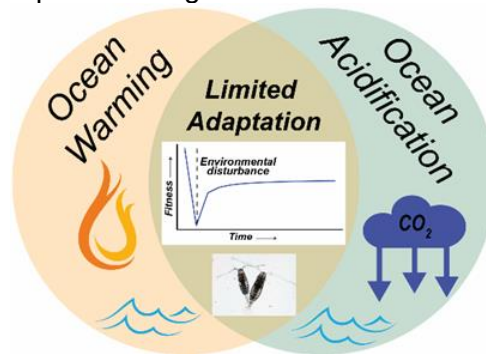 Ocean
Warming
Limited
Adaptation
Ocean
Acidification
Environmental
disturbance
Fitness
Time
CO₂